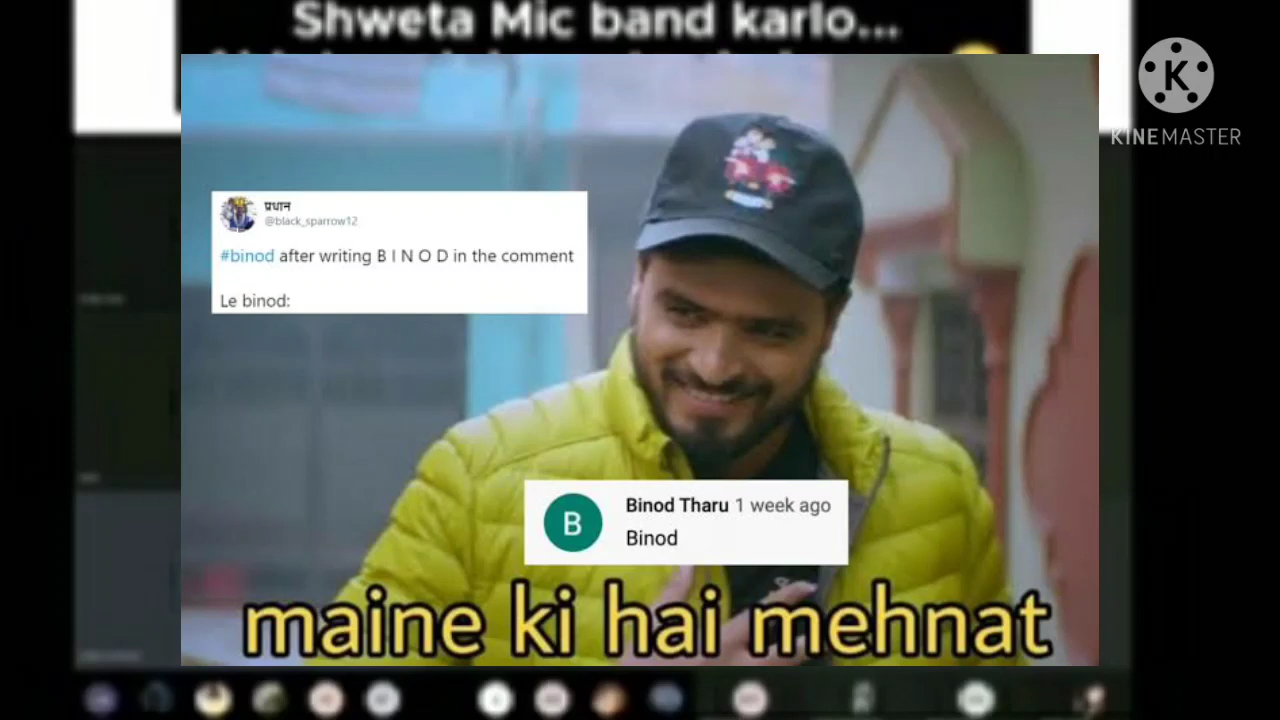 Shweta Mic band karlo...
KINEMASTER
प्रधान
@black_sparrow12
#binod after writing B I N O D in the comment
Le binod:
B
Binod Tharu 1 week ago
Binod
maine ki hai mehnat